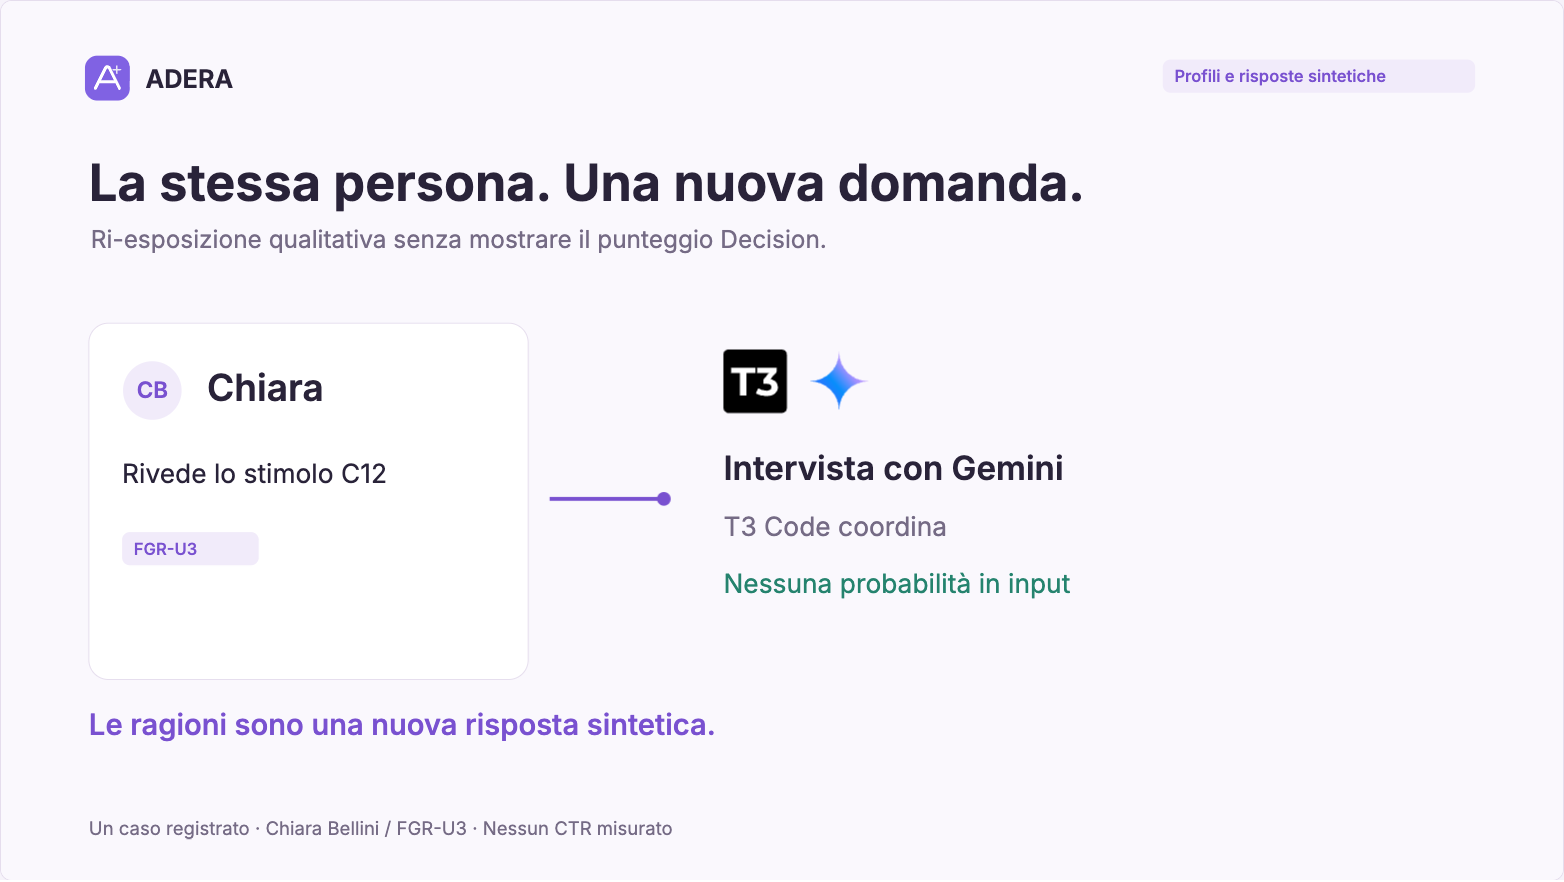 ADERA
Profili e risposte sintetiche
La stessa persona. Una nuova domanda.
Ri-esposizione qualitativa senza mostrare il punteggio Decision.
CB
Chiara
Rivede lo stimolo C12
FGR-U3
T3
Intervista con Gemini
T3 Code coordina
Nessuna probabilità in input
Le ragioni sono una nuova risposta sintetica.
Un caso registrato · Chiara Bellini / FGR-U3 · Nessun CTR misurato